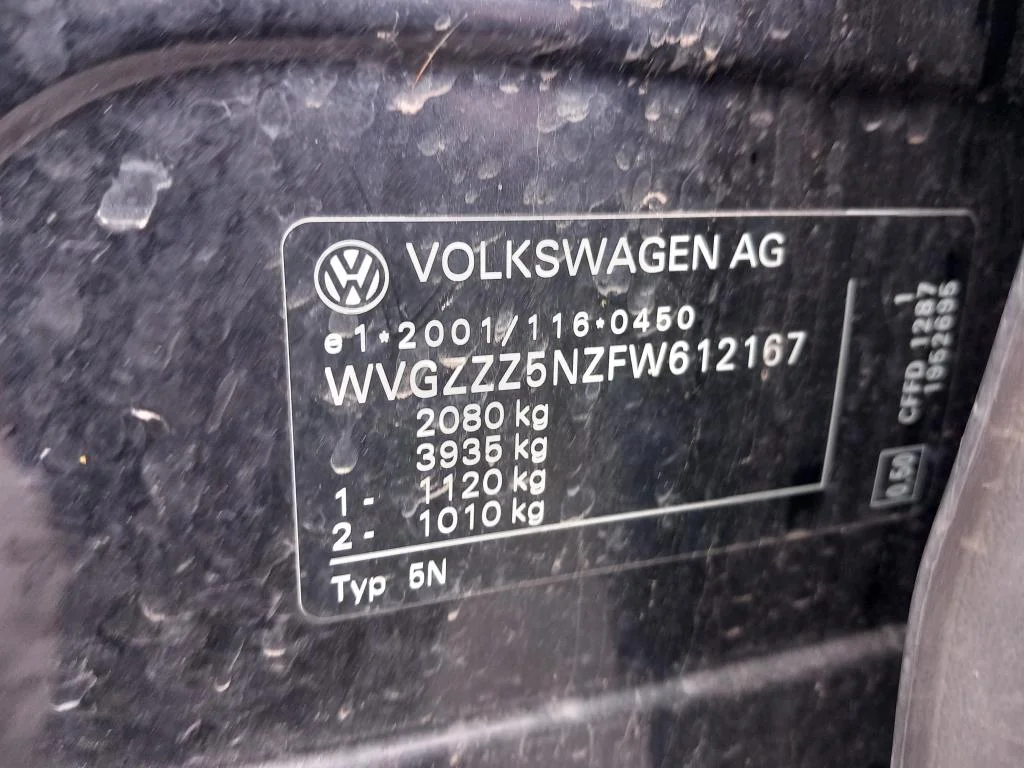 VOLKSWAGEN AG
e1*2001/116*0450
WVGZZZ5NZFW612167
2080 kg
3935 kg
1 - 1120 kg
2 - 1010 kg
Typ 5N
CFFD 1287 1
1952695
0.50